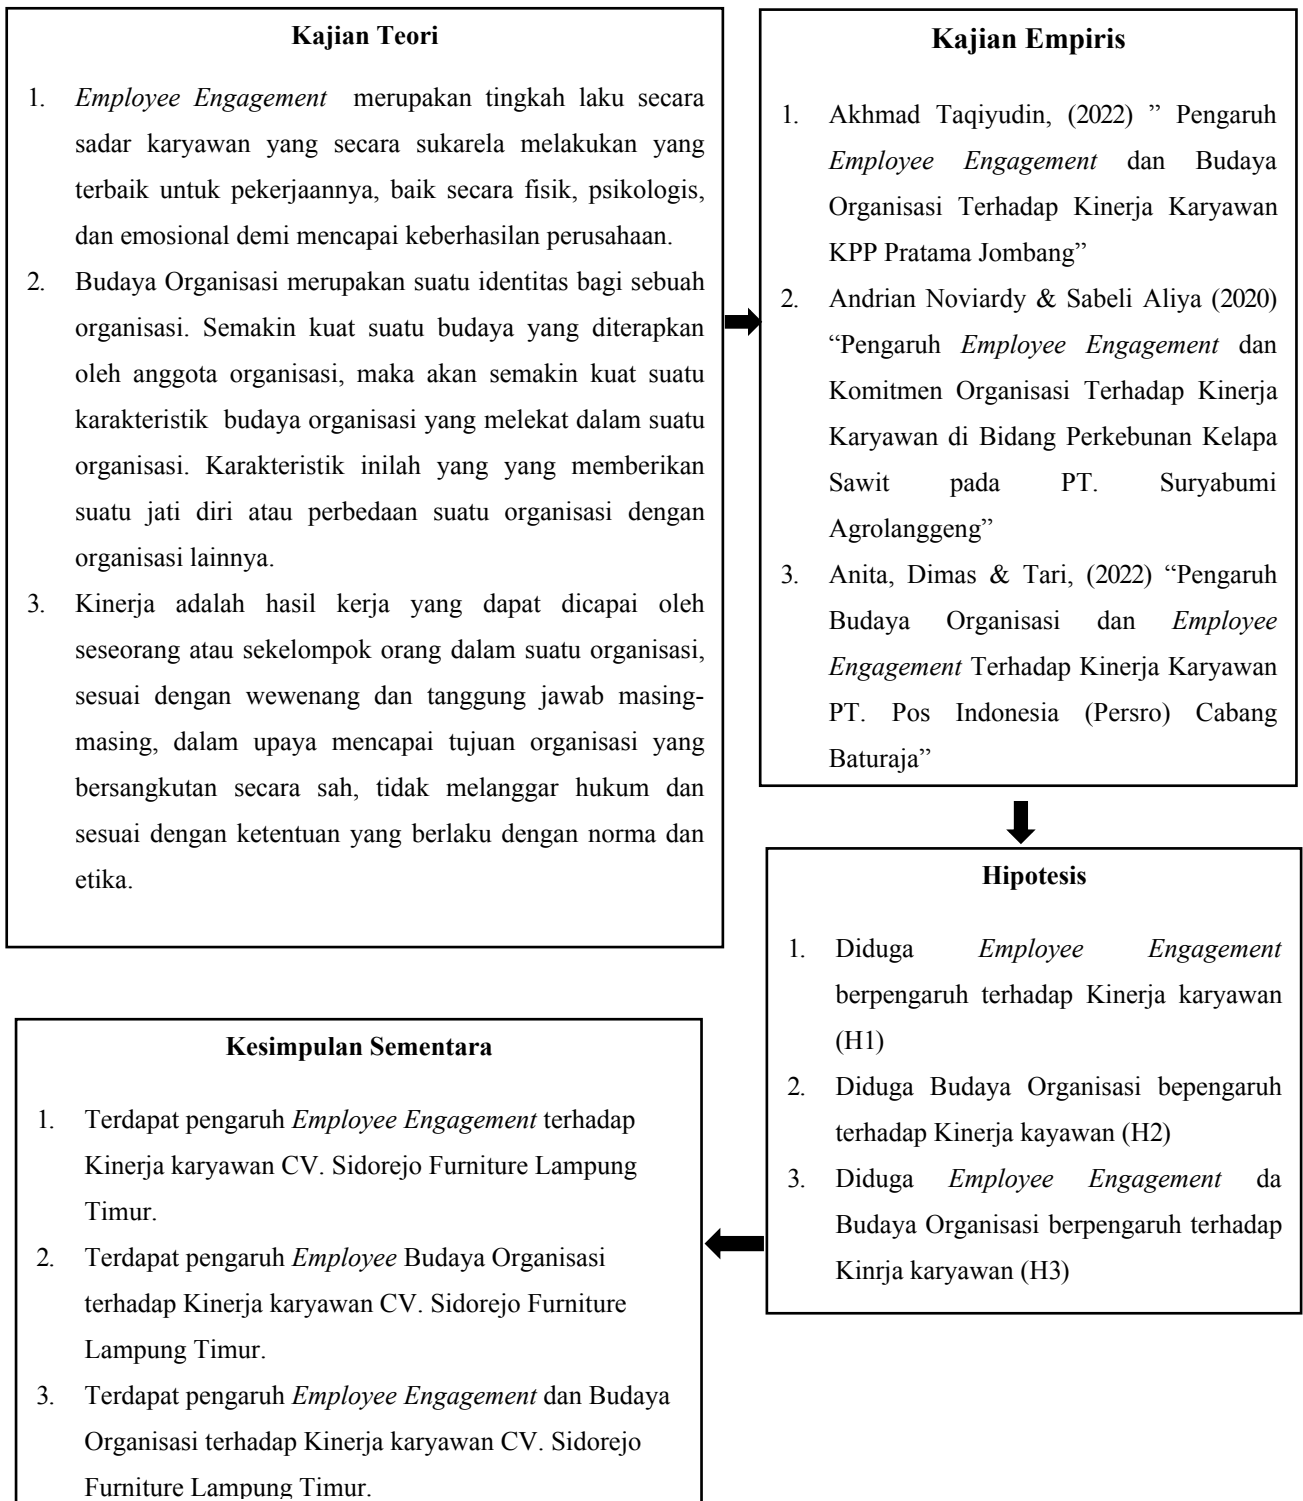 Kajian Teori
1. Employee Engagement merupakan tingkah laku secara
sadar karyawan yang secara sukarela melakukan yang
terbaik untuk pekerjaannya, baik secara fisik, psikologis,
dan emosional demi mencapai keberhasilan perusahaan.
2. Budaya Organisasi merupakan suatu identitas bagi sebuah
organisasi. Semakin kuat suatu budaya yang diterapkan
oleh anggota organisasi, maka akan semakin kuat suatu
karakteristik budaya organisasi yang melekat dalam suatu
organisasi. Karakteristik inilah yang yang memberikan
suatu jati diri atau perbedaan suatu organisasi dengan
organisasi lainnya.
3. Kinerja adalah hasil kerja yang dapat dicapai oleh
seseorang atau sekelompok orang dalam suatu organisasi,
sesuai dengan wewenang dan tanggung jawab masing-
masing, dalam upaya mencapai tujuan organisasi yang
bersangkutan secara sah, tidak melanggar hukum dan
sesuai dengan ketentuan yang berlaku dengan norma dan
etika.
Kajian Empiris
1. Akhmad Taqiyudin, (2022) ” Pengaruh
Employee Engagement dan Budaya
Organisasi Terhadap Kinerja Karyawan
KPP Pratama Jombang”
2. Andrian Noviardy & Sabeli Aliya (2020)
“Pengaruh Employee Engagement dan
Komitmen Organisasi Terhadap Kinerja
Karyawan di Bidang Perkebunan Kelapa
Sawit pada PT. Suryabumi
Agrolanggeng”
3. Anita, Dimas & Tari, (2022) “Pengaruh
Budaya Organisasi dan Employee
Engagement Terhadap Kinerja Karyawan
PT. Pos Indonesia (Persro) Cabang
Baturaja”
Hipotesis
1. Diduga Employee Engagement
berpengaruh terhadap Kinerja karyawan
(H1)
2. Diduga Budaya Organisasi bepengaruh
terhadap Kinerja kayawan (H2)
3. Diduga Employee Engagement da
Budaya Organisasi berpengaruh terhadap
Kinrja karyawan (H3)
Kesimpulan Sementara
1. Terdapat pengaruh Employee Engagement terhadap
Kinerja karyawan CV. Sidorejo Furniture Lampung
Timur.
2. Terdapat pengaruh Employee Budaya Organisasi
terhadap Kinerja karyawan CV. Sidorejo Furniture
Lampung Timur.
3. Terdapat pengaruh Employee Engagement dan Budaya
Organisasi terhadap Kinerja karyawan CV. Sidorejo
Furniture Lampung Timur.